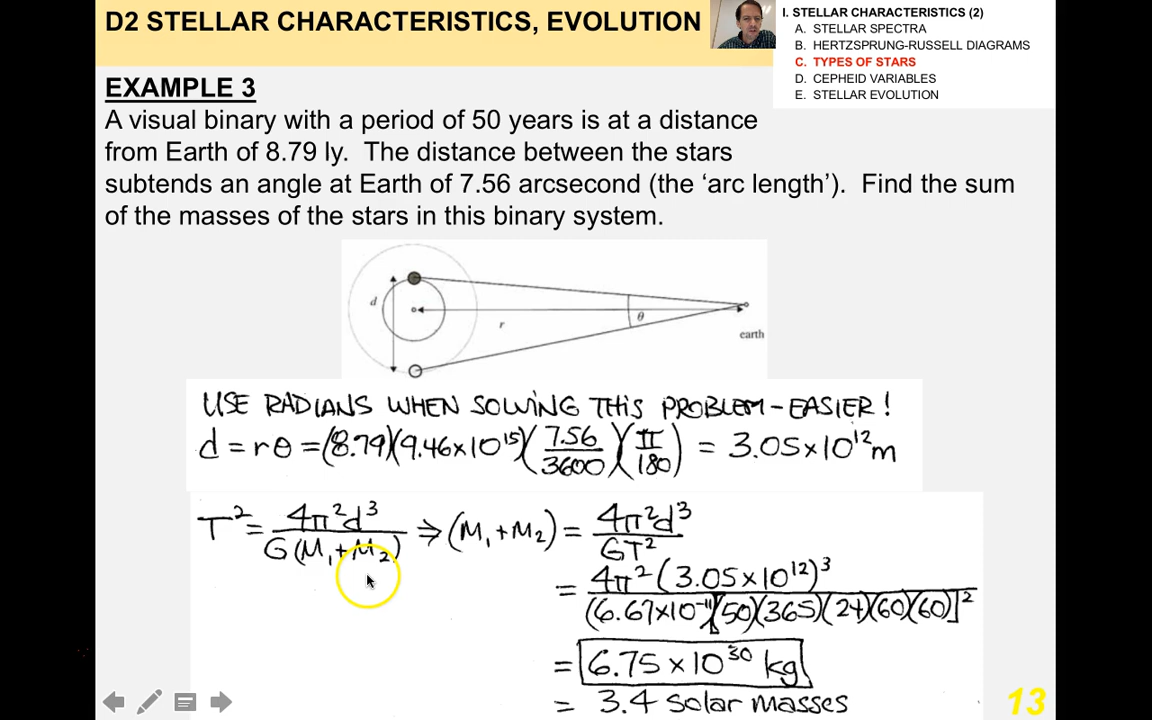 D2 STELLAR CHARACTERISTICS, EVOLUTION
I. STELLAR CHARACTERISTICS (2)
A. STELLAR SPECTRA
B. HERTZSPRUNG-RUSSELL DIAGRAMS
C. TYPES OF STARS
D. CEPHEID VARIABLES
E. STELLAR EVOLUTION
EXAMPLE 3
A visual binary with a period of 50 years is at a distance
from Earth of 8.79 ly. The distance between the stars
subtends an angle at Earth of 7.56 arcsecond (the ‘arc length’). Find the sum
of the masses of the stars in this binary system.
d
r
θ
earth
USE RADIANS WHEN SOLVING THIS PROBLEM - EASIER!
d = rθ = (8.79)(9.46×10¹⁵)(7.56/3600)(π/180) = 3.05×10¹² m
T² = 4π²d³/G(M₁+M₂) ⇒ (M₁+M₂) = 4π²d³/GT²
= 4π²(3.05×10¹²)³/(6.67×10⁻¹¹)[(50)(365)(24)(60)(60)]²
= 6.75×10³⁰ kg
= 3.4 solar masses
13